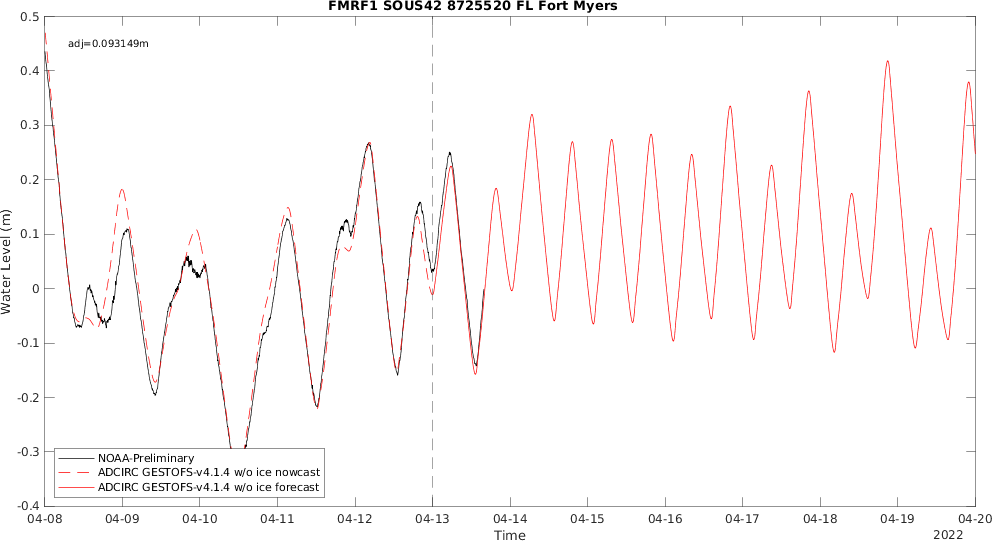 FMRF1 SOUS42 8725520 FL Fort Myers
adj=0.093149m
Water Level (m)
0.5
0.4
0.3
0.2
0.1
0
-0.1
-0.2
-0.3
-0.4
NOAA-Preliminary
ADCIRC GESTOFS-v4.1.4 w/o ice nowcast
ADCIRC GESTOFS-v4.1.4 w/o ice forecast
04-08 04-09 04-10 04-11 04-12 04-13 04-14 04-15 04-16 04-17 04-18 04-19 04-20
Time
2022